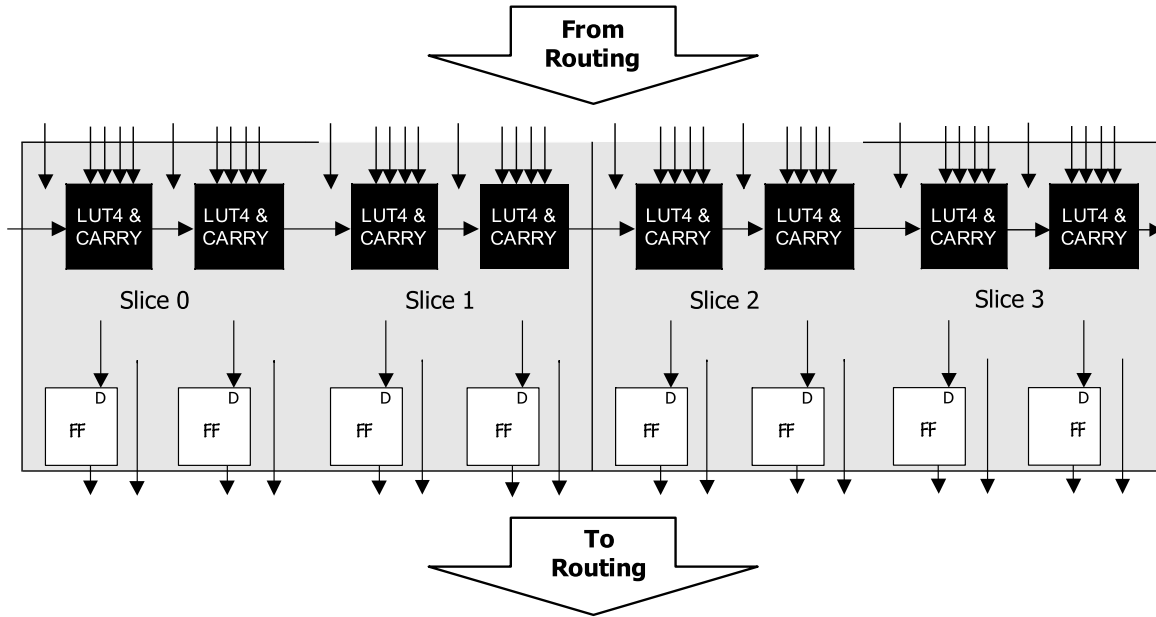 From
Routing
LUT4 &
CARRY
LUT4 &
CARRY
LUT4 &
CARRY
LUT4 &
CARRY
LUT4 &
CARRY
LUT4 &
CARRY
LUT4 &
CARRY
LUT4 &
CARRY
Slice 0
Slice 1
Slice 2
Slice 3
D
FF
D
FF
D
FF
D
FF
D
FF
D
FF
D
FF
D
FF
To
Routing